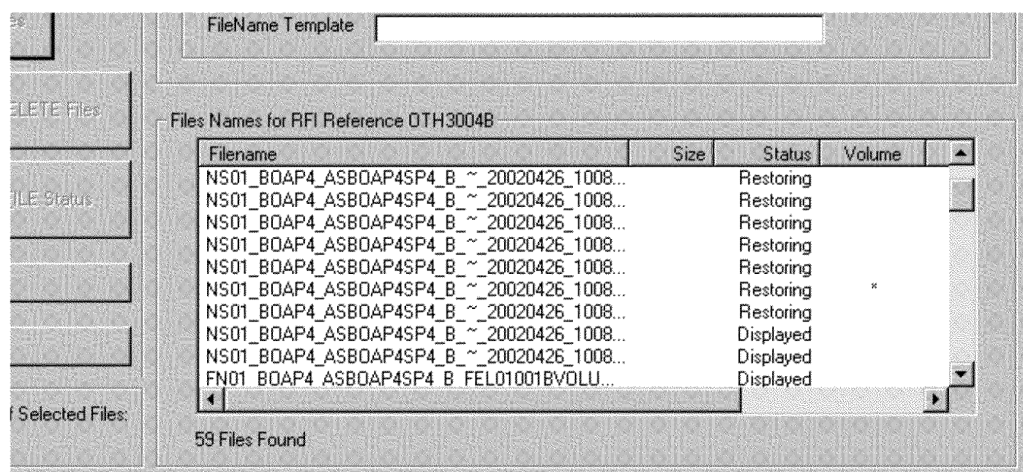 es
FileName Template
ELETE Files
Files Names for RFI Reference OTH3004B
Filename Size Status Volume
NS01_BOAP4_ASBOAP4SP4_B_~_20020426_1008... Restoring
ILE Status
NS01_BOAP4_ASBOAP4SP4_B_~_20020426_1008... Restoring
NS01_BOAP4_ASBOAP4SP4_B_~_20020426_1008... Restoring
NS01_BOAP4_ASBOAP4SP4_B_~_20020426_1008... Restoring
NS01_BOAP4_ASBOAP4SP4_B_~_20020426_1008... Restoring
NS01_BOAP4_ASBOAP4SP4_B_~_20020426_1008... Restoring *
NS01_BOAP4_ASBOAP4SP4_B_~_20020426_1008... Restoring
NS01_BOAP4_ASBOAP4SP4_B_~_20020426_1008... Displayed
NS01_BOAP4_ASBOAP4SP4_B_~_20020426_1008... Displayed
FN01_BOAP4_ASBOAP4SP4_B_FEL01001BVOLU... Displayed
f Selected Files:
59 Files Found